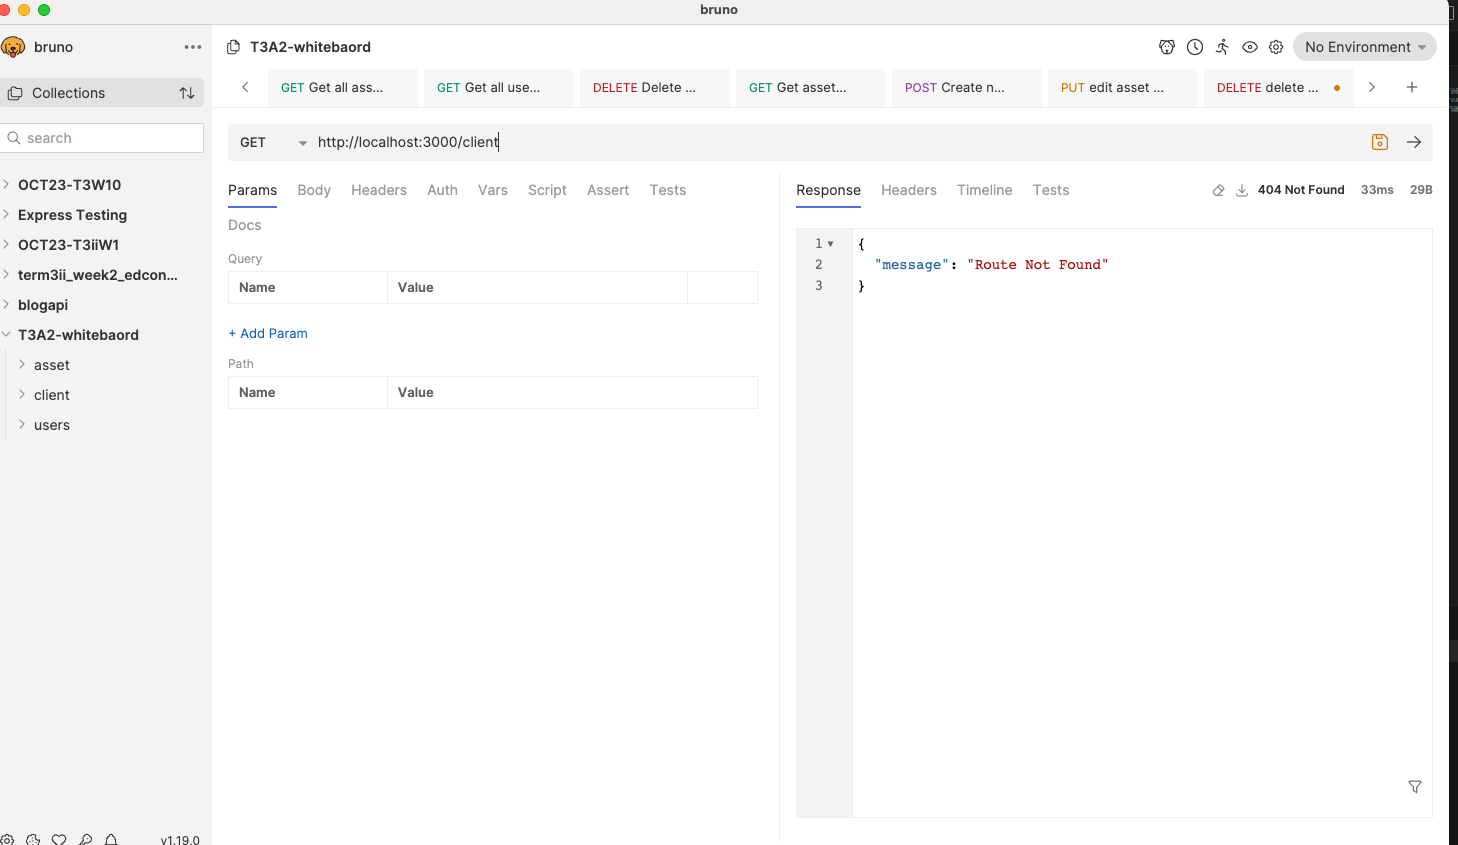 bruno
bruno
T3A2-whitebaord
No Environment
Collections
GET Get all ass...
GET Get all use...
DELETE Delete ...
GET Get asset...
POST Create n...
PUT edit asset ...
DELETE delete ...
search
GET
http://localhost:3000/client
OCT23-T3W10
Express Testing
OCT23-T3iiW1
term3ii_week2_edcon...
blogapi
T3A2-whitebaord
asset
client
users
Params
Body
Headers
Auth
Vars
Script
Assert
Tests
Docs
Query
Name
Value
+ Add Param
Path
Name
Value
Response
Headers
Timeline
Tests
404 Not Found
33ms
29B
1 {
2 "message": "Route Not Found"
3 }
v1.19.0